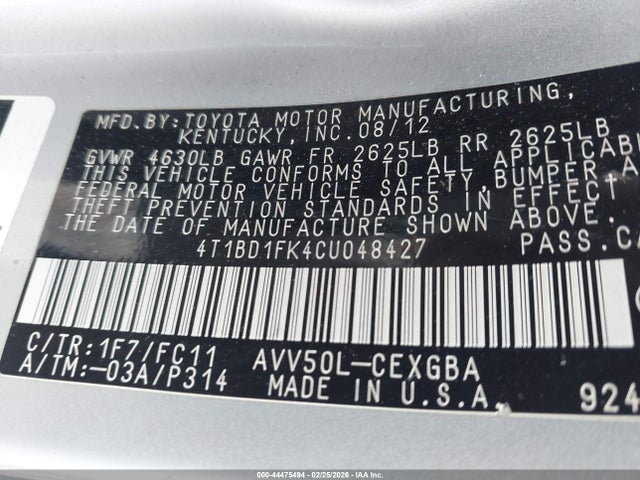 MFD. BY: TOYOTA MOTOR MANUFACTURING,
KENTUCKY, INC. 08/12
GVWR 4630LB GAWR FR 2625LB RR 2625LB
THIS VEHICLE CONFORMS TO ALL APPLICABL
FEDERAL MOTOR VEHICLE SAFETY, BUMPER, A
THEFT PREVENTION STANDARDS IN EFFECT
THE DATE OF MANUFACTURE SHOWN ABOVE.
4T1BD1FK4CU048427 PASS.CA
C/TR:1F7/FC11 AVV50L-CEXGBA
A/TM:-03A/P314 MADE IN U.S.A. 924
000-44475494 02/25/2026 IAA Inc.